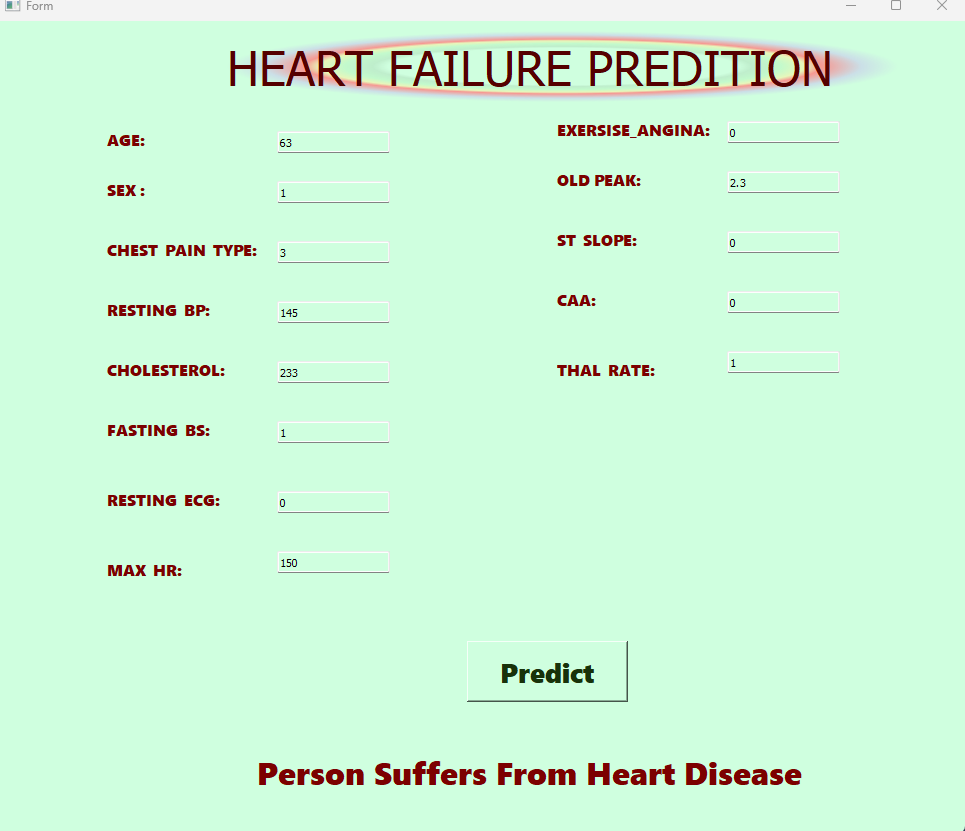 Form
HEART FAILURE PREDITION
AGE: 63
SEX : 1
CHEST PAIN TYPE: 3
RESTING BP: 145
CHOLESTEROL: 233
FASTING BS: 1
RESTING ECG: 0
MAX HR: 150
EXERSISE_ANGINA: 0
OLD PEAK: 2.3
ST SLOPE: 0
CAA: 0
THAL RATE: 1
Predict
Person Suffers From Heart Disease